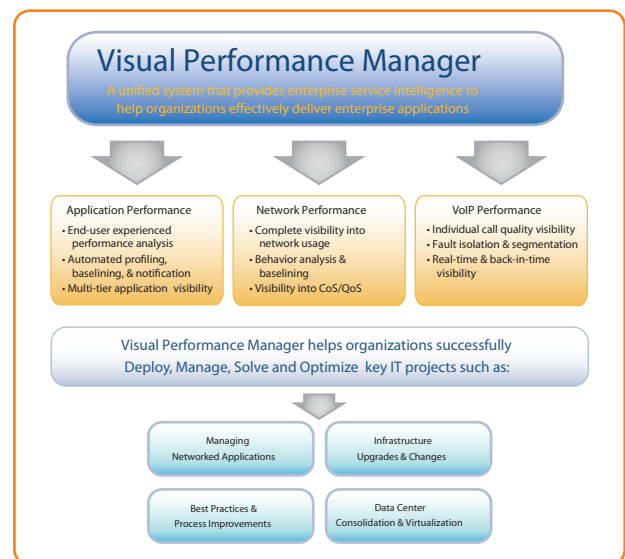 Visual Performance Manager
A unified system that provides enterprise service intelligence to
help organizations effectively deliver enterprise applications
Application Performance
• End-user experienced
performance analysis
• Automated profiling,
baselining, & notification
• Multi-tier application visibility
Network Performance
• Complete visibility into
network usage
• Behavior analysis &
baselining
• Visibility into CoS/QoS
VoIP Performance
• Individual call quality visibility
• Fault isolation & segmentation
• Real-time & back-in-time
visibility
Visual Performance Manager helps organizations successfully
Deploy, Manage, Solve and Optimize key IT projects such as:
Managing
Networked Applications
Infrastructure
Upgrades & Changes
Best Practices &
Process Improvements
Data Center
Consolidation & Virtualization